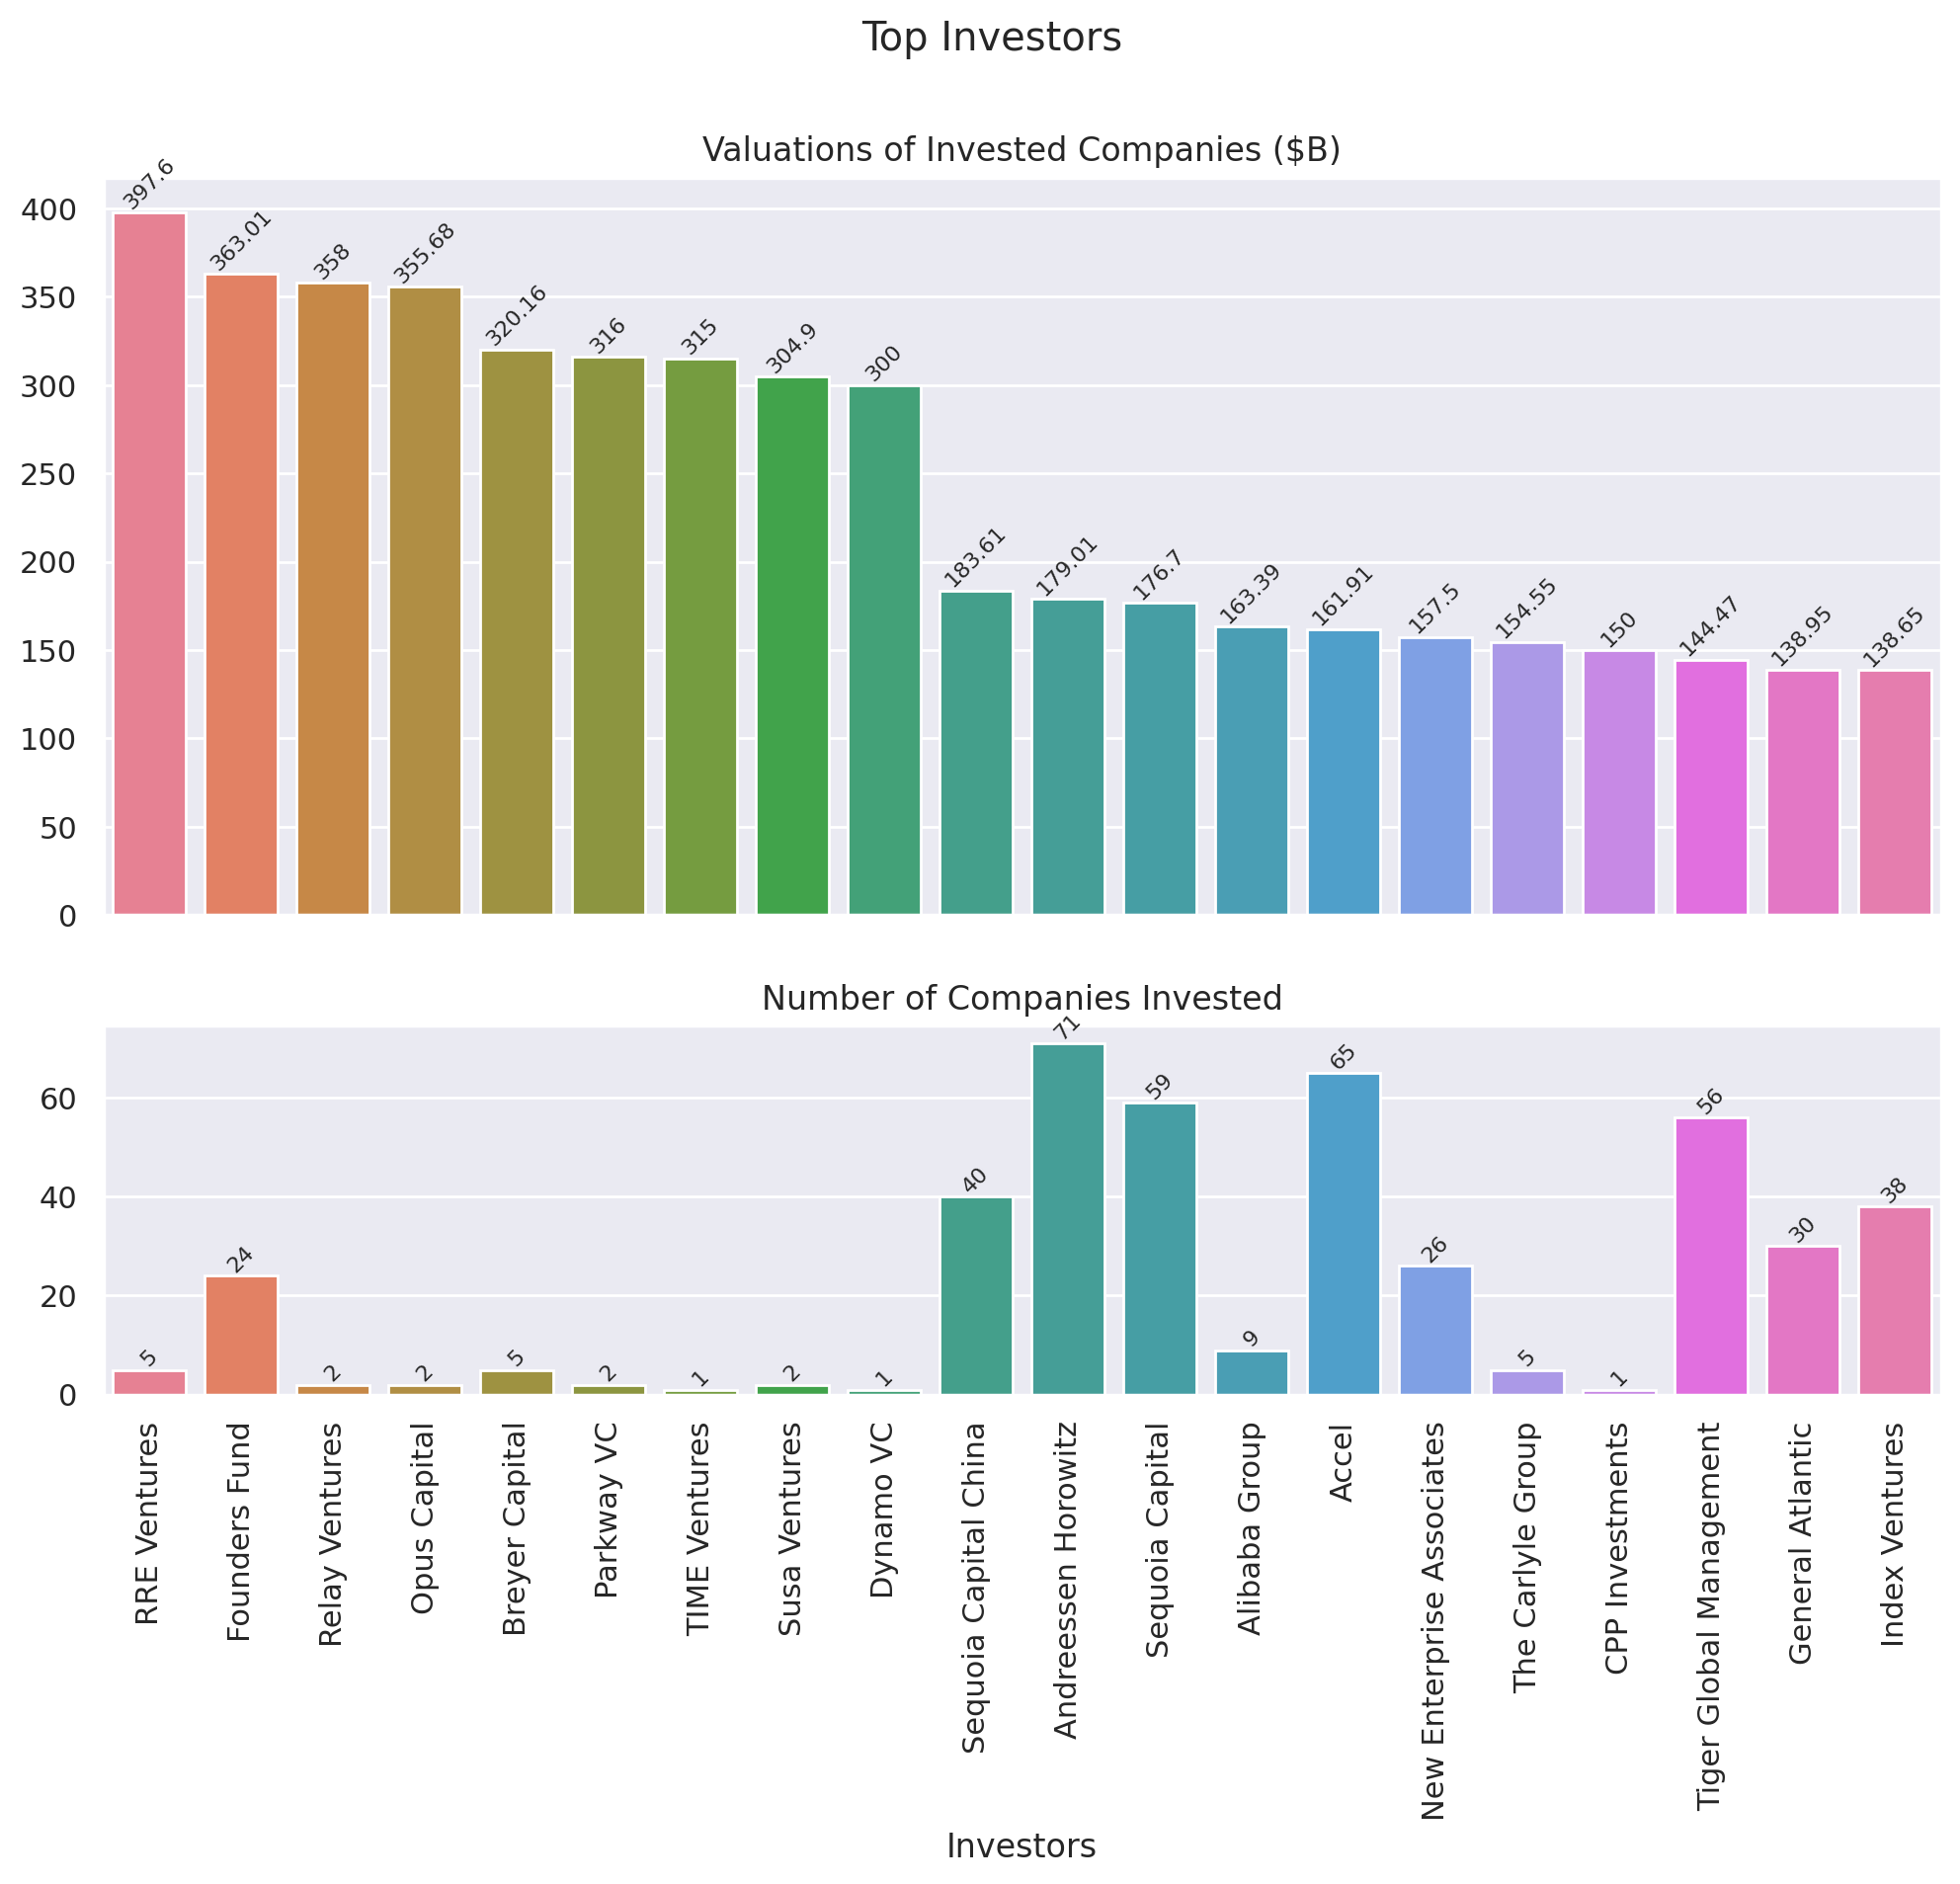 Top Investors
Valuations of Invested Companies ($B)
400
350
300
250
200
150
100
50
0
397.6
363.01
358
355.68
320.16
316
315
304.9
300
183.61
179.01
176.7
163.39
161.91
157.5
154.55
150
144.47
138.95
138.65
Number of Companies Invested
60
40
20
0
5
24
2
2
5
2
1
2
1
40
71
59
9
65
26
5
1
56
30
38
RRE Ventures
Founders Fund
Relay Ventures
Opus Capital
Breyer Capital
Parkway VC
TIME Ventures
Susa Ventures
Dynamo VC
Sequoia Capital China
Andreessen Horowitz
Sequoia Capital
Alibaba Group
Accel
New Enterprise Associates
The Carlyle Group
CPP Investments
Tiger Global Management
General Atlantic
Index Ventures
Investors